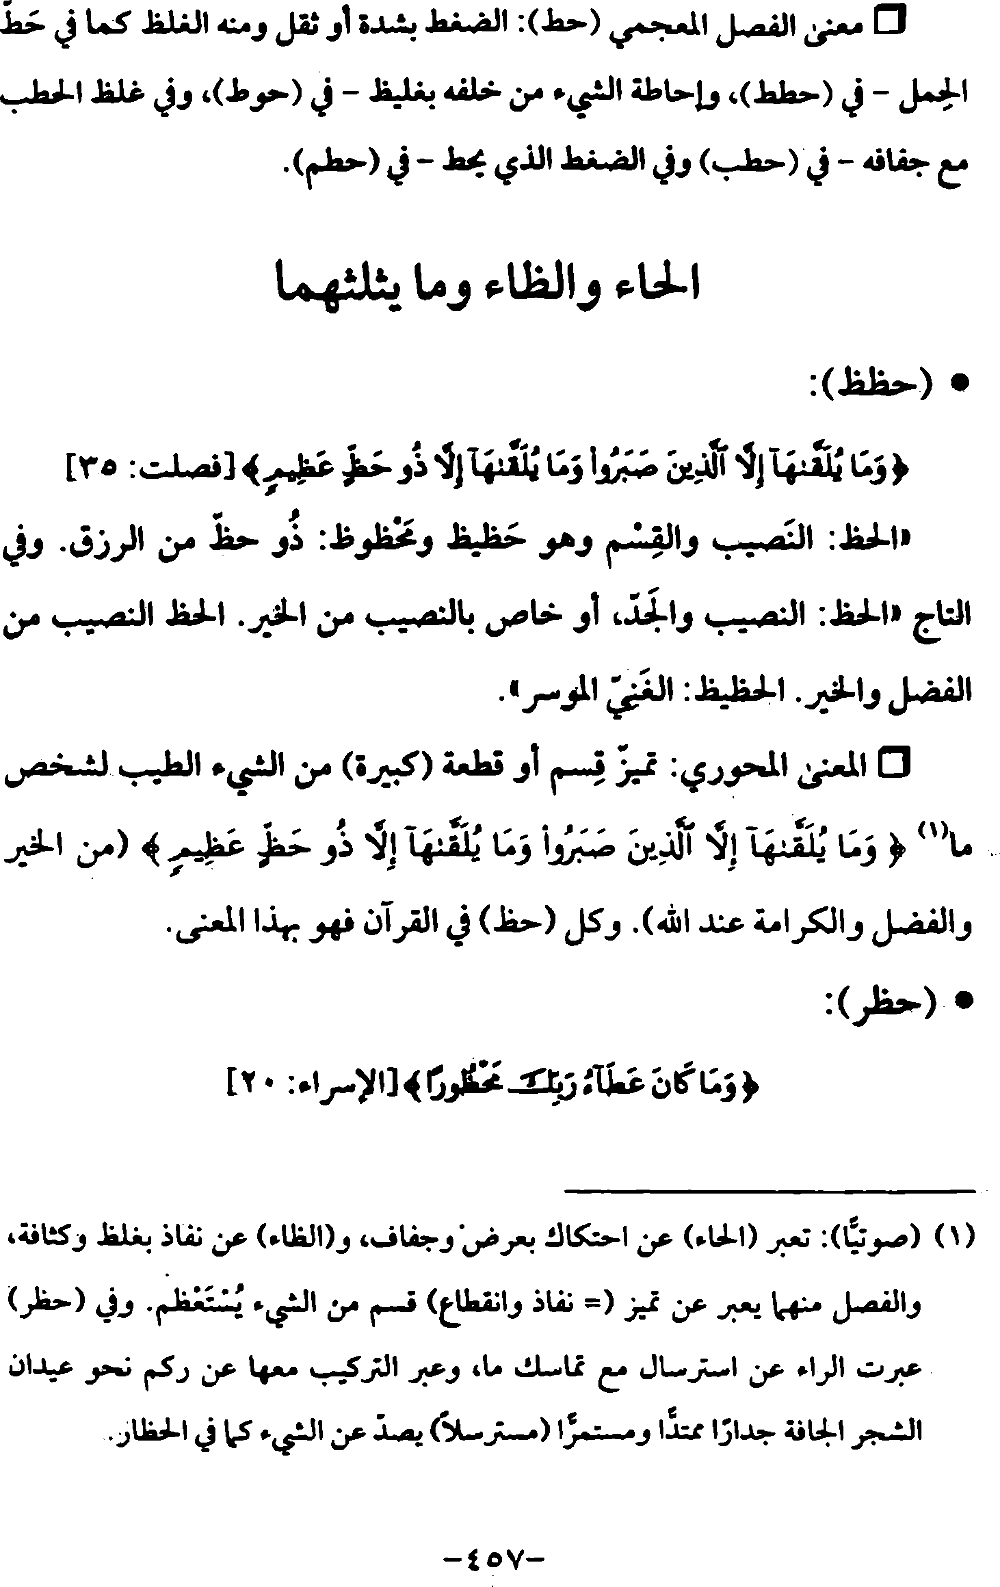 ❏ معنى الفصل المعجمي (حط): الضغط بشدة أو ثقل ومنه الغلظ كما في حَطّ
الحِمل - في (حطط)، وإحاطة الشيء من خلفه بغليظ - في (حوط)، وفي غلظ الحطب
مع جفافه - في (حطب) وفي الضغط الذي يحط - في (حطم).
الحاء والظاء وما يثلثهما
• (حظظ):
﴿وَمَا يُلَقَّىٰهَآ إِلَّا ٱلَّذِينَ صَبَرُوا۟ وَمَا يُلَقَّىٰهَآ إِلَّا ذُو حَظٍّ عَظِيمٍ﴾ [فصلت: ٣٥]
«الحظ: النَصيب والقِسْم وهو حَظيظ ومَحْظوظ: ذُو حظّ من الرزق. وفي
التاج «الحظ: النصيب والجَدّ، أو خاص بالنصيب من الخير. الحظ النصيب من
الفضل والخير. الحظيظ: الغَنِيّ الموسر».
❏ المعنى المحوري: تميزّ قِسم أو قطعة (كبيرة) من الشيء الطيب لشخص
ما(١) ﴿وَمَا يُلَقَّىٰهَآ إِلَّا ٱلَّذِينَ صَبَرُوا۟ وَمَا يُلَقَّىٰهَآ إِلَّا ذُو حَظٍّ عَظِيمٍ﴾ (من الخير
والفضل والكرامة عند الله). وكل (حظ) في القرآن فهو بهذا المعنى.
• (حظر):
﴿وَمَا كَانَ عَطَآءُ رَبِّكَ مَحْظُورًا﴾ [الإسراء: ٢٠]
(١) (صوتيًّا): تعبر (الحاء) عن احتكاك بعرض وجفاف، و(الظاء) عن نفاذ بغلظ وكثافة،
والفصل منهما يعبر عن تميز (= نفاذ وانقطاع) قسم من الشيء يُسْتَعْظم. وفي (حظر)
عبرت الراء عن استرسال مع تماسك ما، وعبر التركيب معها عن ركم نحو عيدان
الشجر الجافة جدارًا ممتدًّا ومستمرًّا (مسترسلاً) يصدّ عن الشيء كما في الحظار.
-٤٥٧-